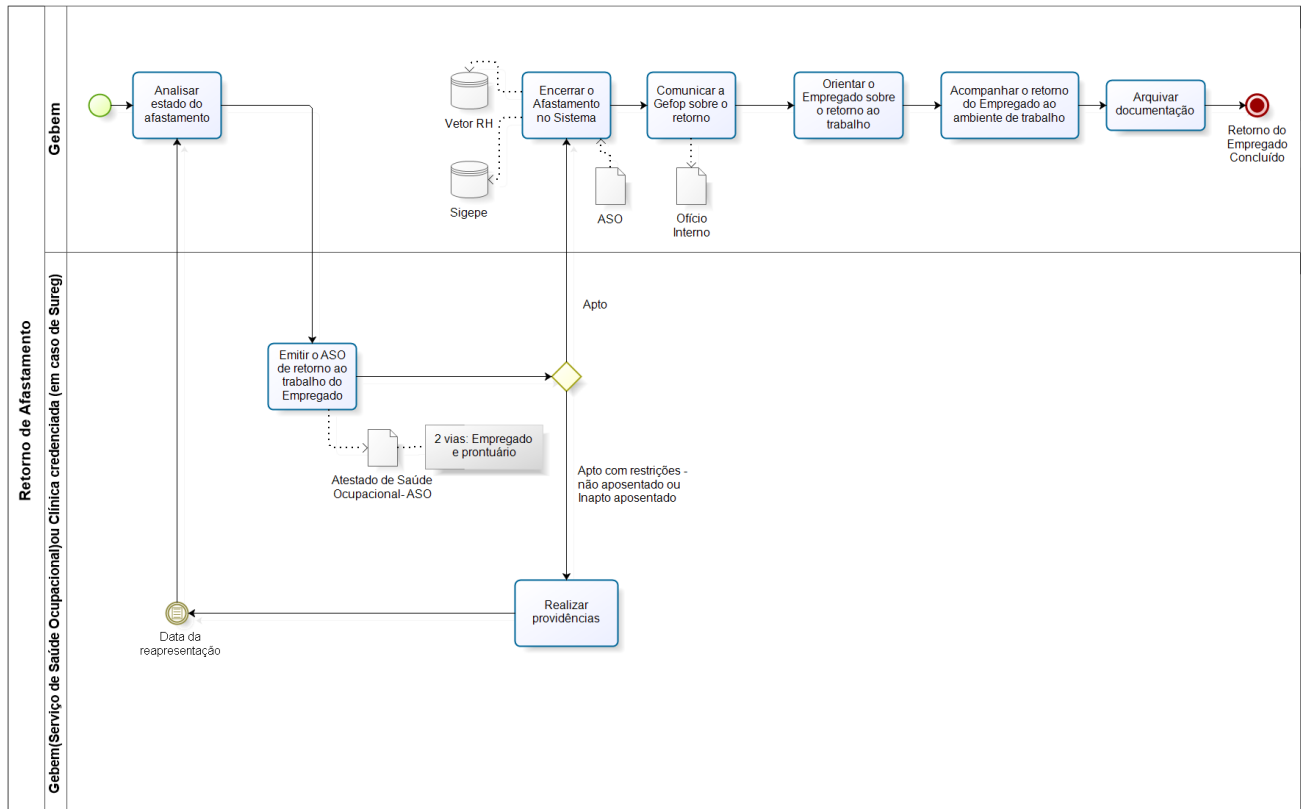 Retorno de Afastamento
Gebem
Gebem(Serviço de Saúde Ocupacional)ou Clínica credenciada (em caso de Sureg)
Analisar
estado do
afastamento
Vetor RH
Sigepe
Encerrar o
Afastamento
no Sistema
ASO
Comunicar a
Gefop sobre o
retorno
Ofício
Interno
Orientar o
Empregado sobre
o retorno ao
trabalho
Acompanhar o retorno
do Empregado ao
ambiente de trabalho
Arquivar
documentação
Retorno do
Empregado
Concluído
Apto
Emitir o ASO
de retorno ao
trabalho do
Empregado
2 vias: Empregado
e prontuário
Atestado de Saúde
Ocupacional-ASO
Apto com restrições -
não aposentado ou
Inapto aposentado
Realizar
providências
Data da
reapresentação